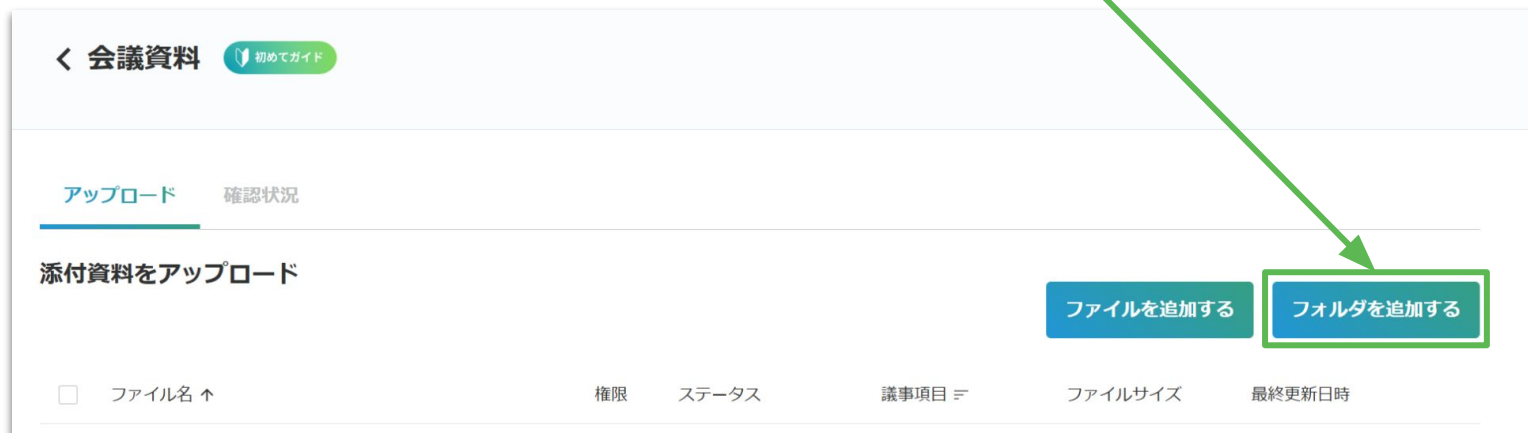 会議資料 初めてガイド
アップロード 確認状況
添付資料をアップロード
ファイルを追加する フォルダを追加する
ファイル名 ↑ 権限 ステータス 議事項目 ファイルサイズ 最終更新日時